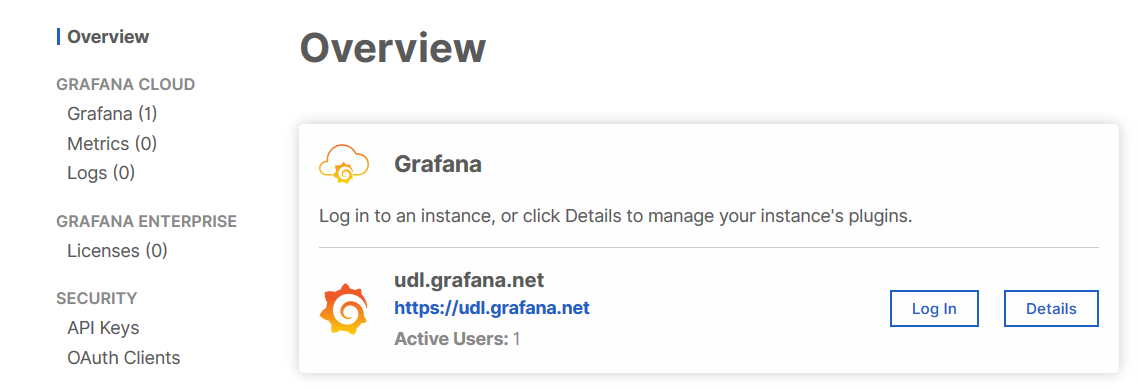 Overview
GRAFANA CLOUD
Grafana (1)
Metrics (0)
Logs (0)
GRAFANA ENTERPRISE
Licenses (0)
SECURITY
API Keys
OAuth Clients
Overview
Grafana
Log in to an instance, or click Details to manage your instance's plugins.
udl.grafana.net
https://udl.grafana.net
Active Users: 1
Log In
Details